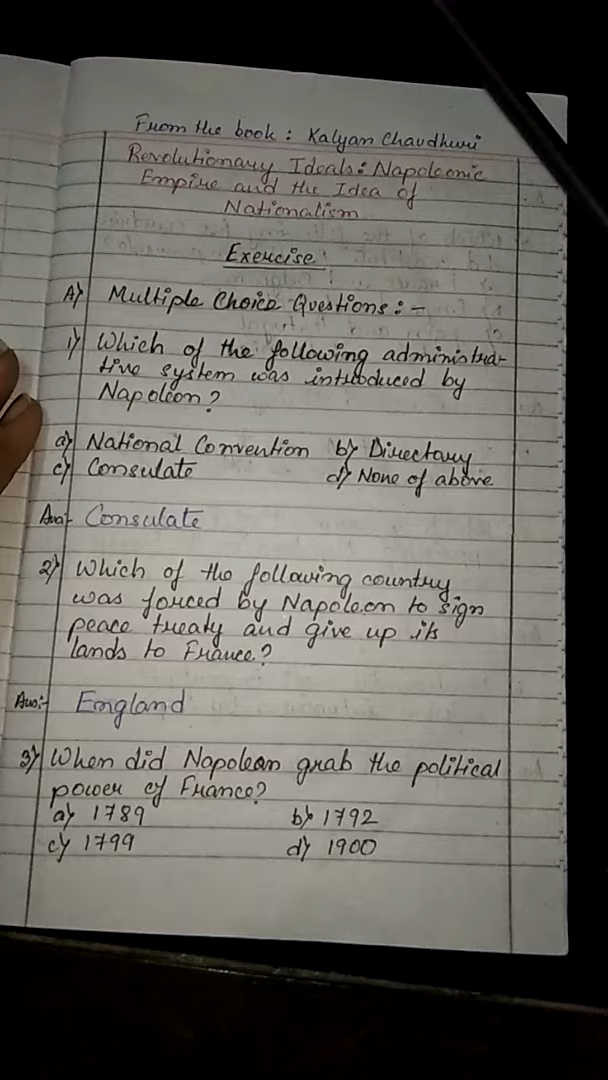 From the book : Kalyan Chaudhuri
Revolutionary Ideals : Napoleonic
Empire and the Idea of
Nationalism
Exercise
A) Multiple Choice Questions : -
1) Which of the following administra-
tive system was introduced by
Napoleon ?
a) National Convention b) Directary
c) Consulate d) None of above
Ans:- Consulate
2) Which of the following country
was forced by Napoleon to sign
peace treaty and give up its
lands to France ?
Ans:- England
3) When did Napolean grab the political
power of France ?
a) 1789 b) 1792
c) 1799 d) 1900